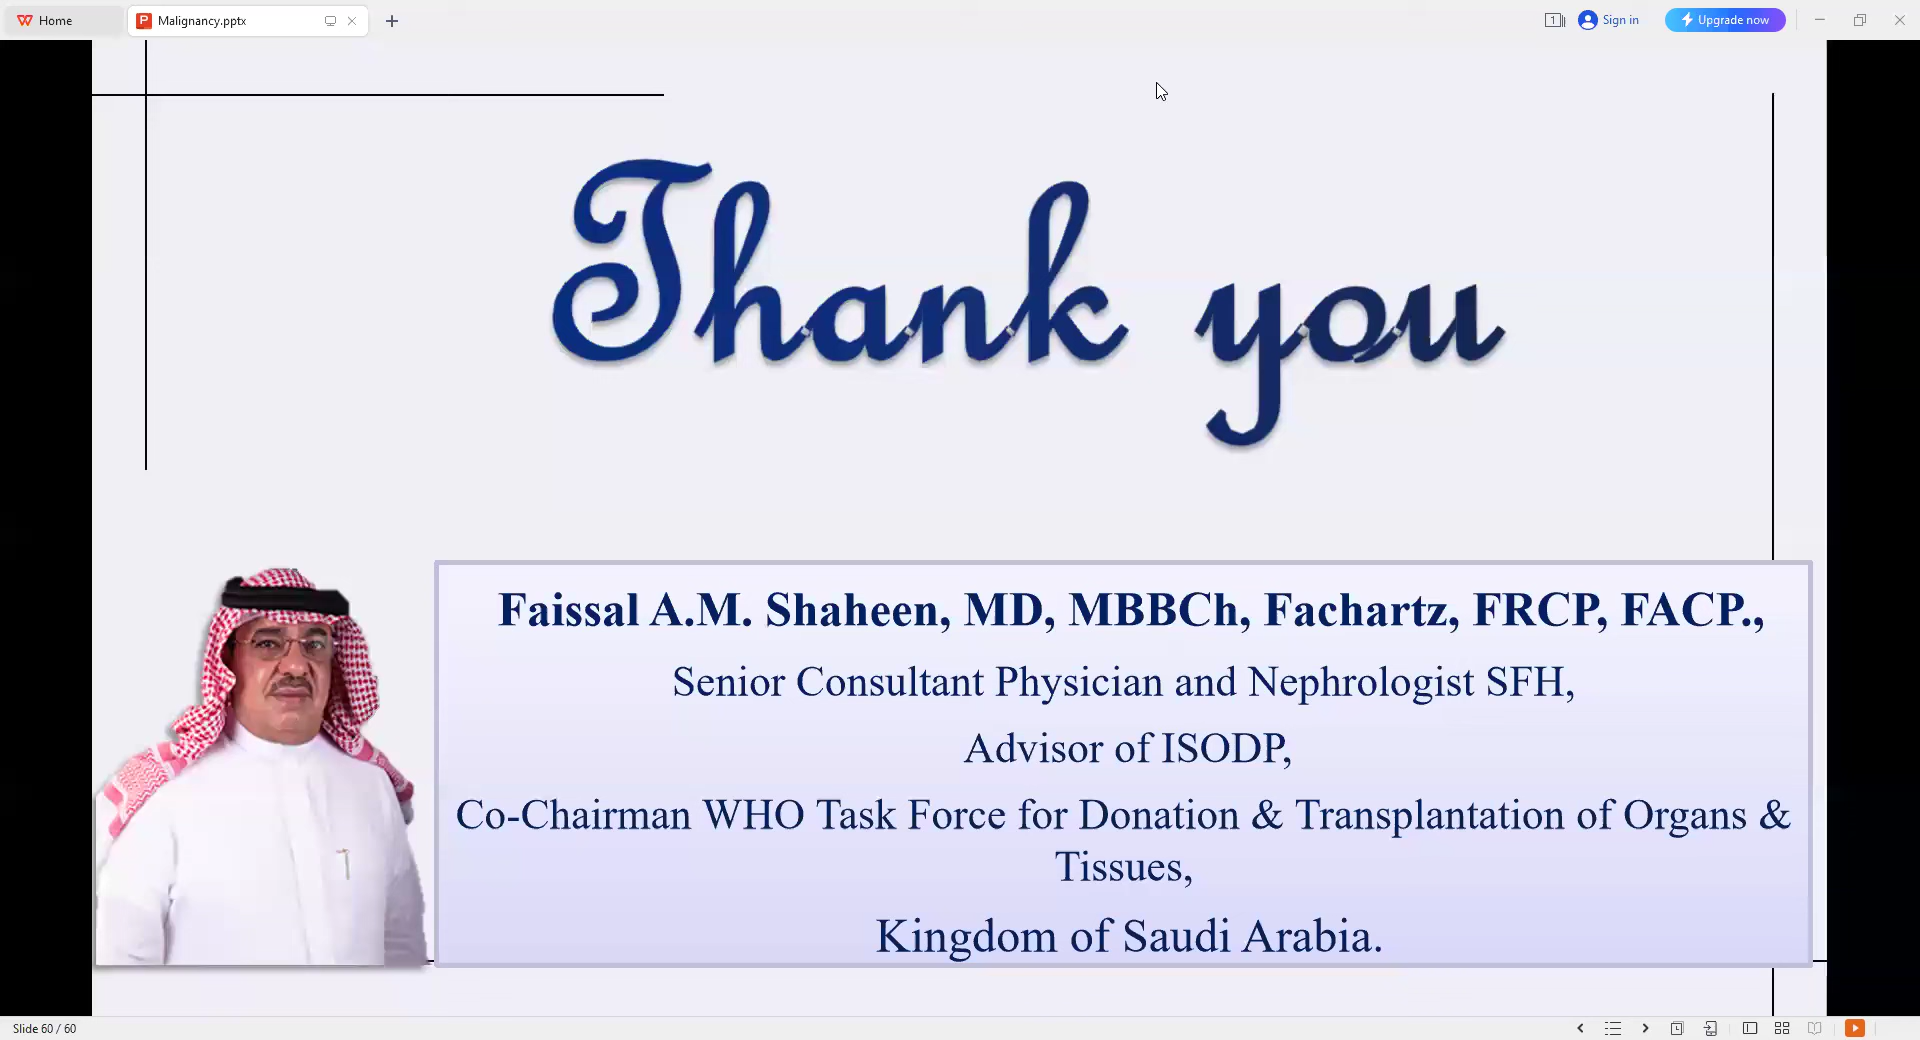 Home
Malignancy.pptx
1
Sign in
Upgrade now
Thank you
Faissal A.M. Shaheen, MD, MBBCh, Fachartz, FRCP, FACP.,
Senior Consultant Physician and Nephrologist SFH,
Advisor of ISODP,
Co-Chairman WHO Task Force for Donation & Transplantation of Organs &
Tissues,
Kingdom of Saudi Arabia.
Slide 60 / 60